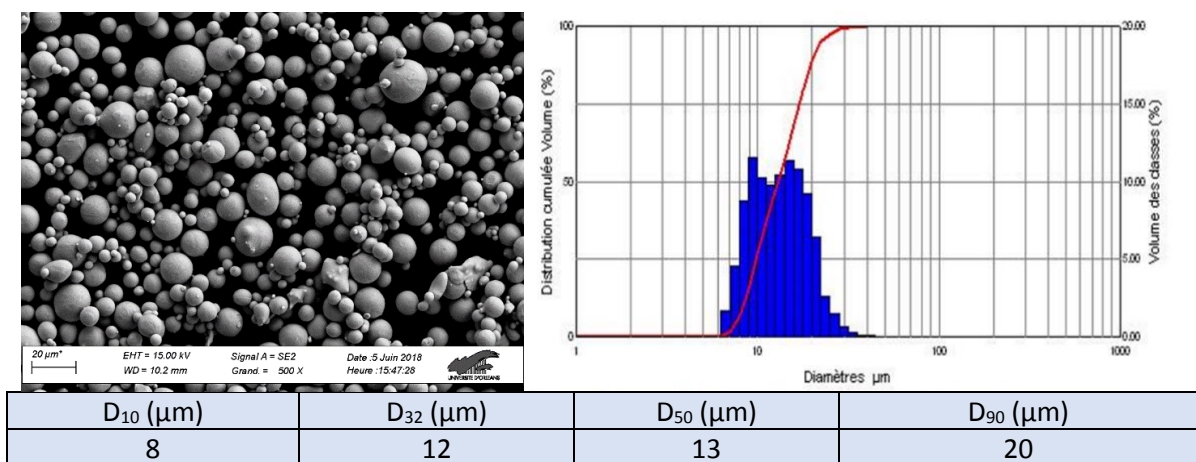 20 µm*
EHT = 15.00 kV
Signal A = SE2
Date :5 Juin 2018
WD = 10.2 mm
Grand. = 500 X
Heure :15:47:28
UNIVERSITE D'ORLEANS
Distribution cumulée Volume (%)
100
50
0
20.00
15.00
10.00
5.00
0.00
Volume des classes (%)
1
10
100
1000
Diamètres µm
D10 (µm) D32 (µm) D50 (µm) D90 (µm)
8 12 13 20